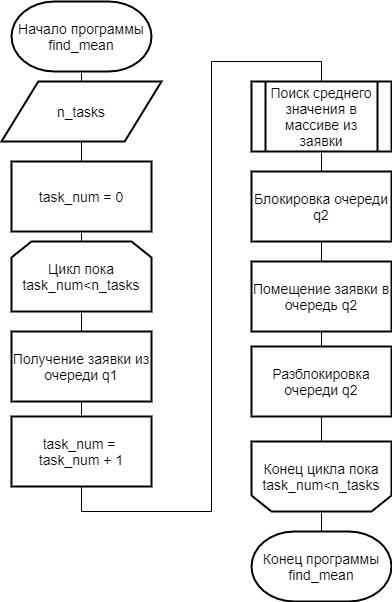 Начало программы
find_mean
n_tasks
task_num = 0
Цикл пока
task_num<n_tasks
Получение заявки из
очереди q1
task_num =
task_num + 1
Поиск среднего
значения в
массиве из
заявки
Блокировка очереди
q2
Помещение заявки в
очередь q2
Разблокировка
очереди q2
Конец цикла пока
task_num<n_tasks
Конец программы
find_mean